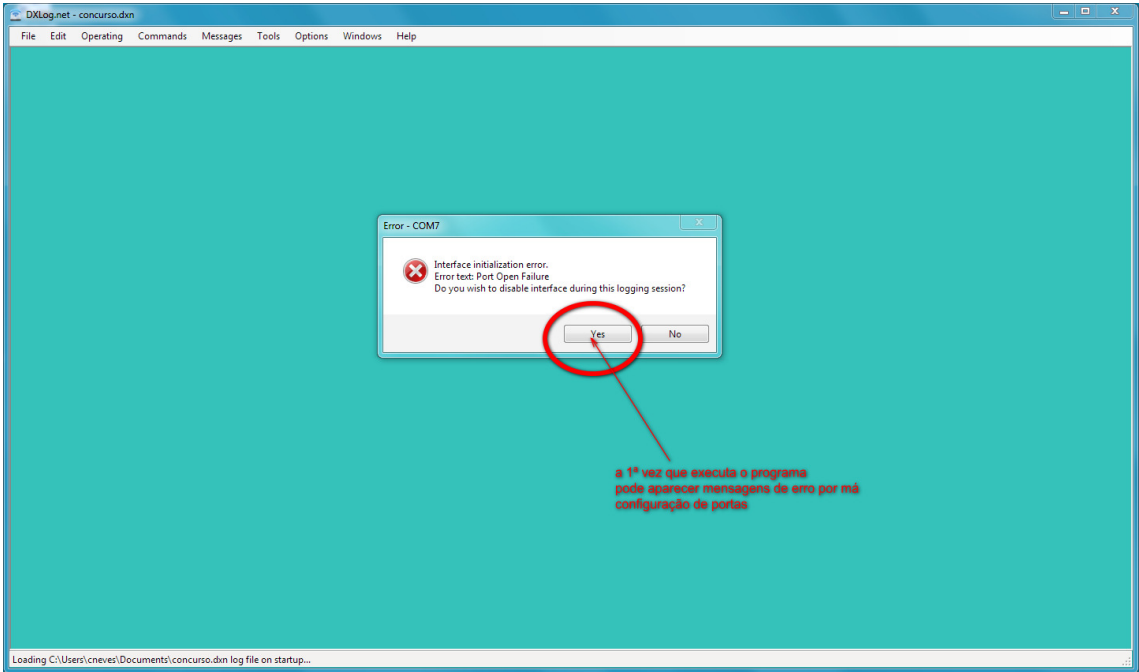 DXLog.net - concurso.dxn
File Edit Operating Commands Messages Tools Options Windows Help
Error - COM7
Interface initialization error.
Error text: Port Open Failure
Do you wish to disable interface during this logging session?
Yes No
a 1ª vez que executa o programa
pode aparecer mensagens de erro por má
configuração de portas
Loading C:\Users\cneves\Documents\concurso.dxn log file on startup...